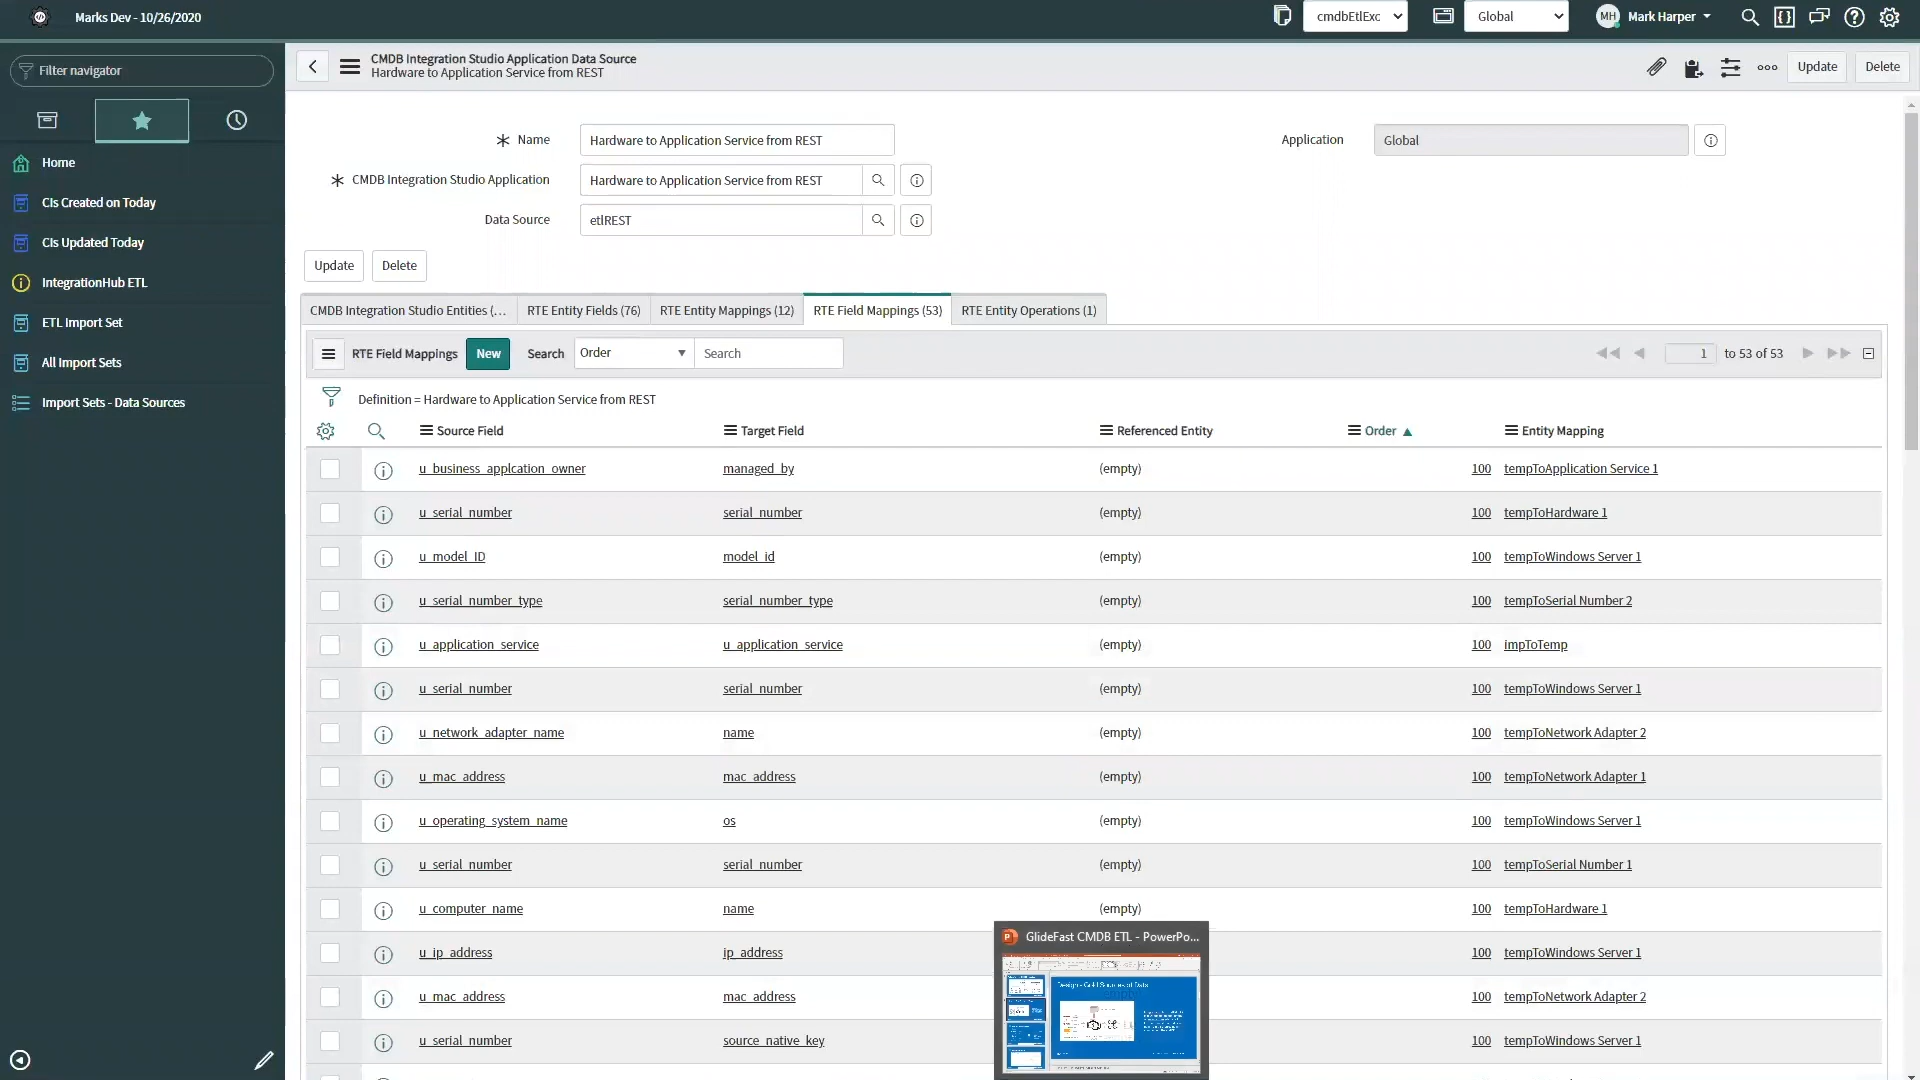 Marks Dev - 10/26/2020
cmdbEtlExc
Global
MH Mark Harper
Filter navigator
CMDB Integration Studio Application Data Source
Hardware to Application Service from REST
Update Delete
Home
CIs Created on Today
CIs Updated Today
IntegrationHub ETL
ETL Import Set
All Import Sets
Import Sets - Data Sources
Name Hardware to Application Service from REST
Application Global
CMDB Integration Studio Application Hardware to Application Service from REST
Data Source etlREST
Update Delete
CMDB Integration Studio Entities (... RTE Entity Fields (76) RTE Entity Mappings (12) RTE Field Mappings (53) RTE Entity Operations (1)
RTE Field Mappings New Search Order Search 1 to 53 of 53
Definition = Hardware to Application Service from REST
Source Field Target Field Referenced Entity Order Entity Mapping
u_business_applcation_owner managed_by (empty) 100 tempToApplication Service 1
u_serial_number serial_number (empty) 100 tempToHardware 1
u_model_ID model_id (empty) 100 tempToWindows Server 1
u_serial_number_type serial_number_type (empty) 100 tempToSerial Number 2
u_application_service u_application_service (empty) 100 impToTemp
u_serial_number serial_number (empty) 100 tempToWindows Server 1
u_network_adapter_name name (empty) 100 tempToNetwork Adapter 2
u_mac_address mac_address (empty) 100 tempToNetwork Adapter 1
u_operating_system_name os (empty) 100 tempToWindows Server 1
u_serial_number serial_number (empty) 100 tempToSerial Number 1
u_computer_name name (empty) 100 tempToHardware 1
u_ip_address ip_address 100 tempToWindows Server 1
u_mac_address mac_address 100 tempToNetwork Adapter 2
u_serial_number source_native_key 100 tempToWindows Server 1
GlideFast CMDB ETL - PowerPo...
Design - Gold Sources of Data